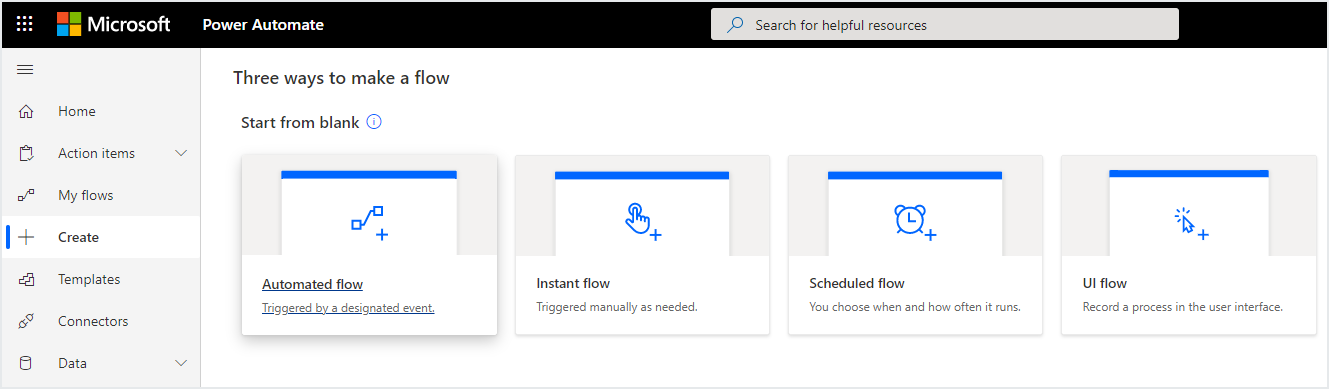 Microsoft Power Automate Search for helpful resources
Three ways to make a flow
Home
Start from blank
Action items
My flows
Create
Templates
Connectors
Data
Automated flow
Triggered by a designated event.
Instant flow
Triggered manually as needed.
Scheduled flow
You choose when and how often it runs.
UI flow
Record a process in the user interface.